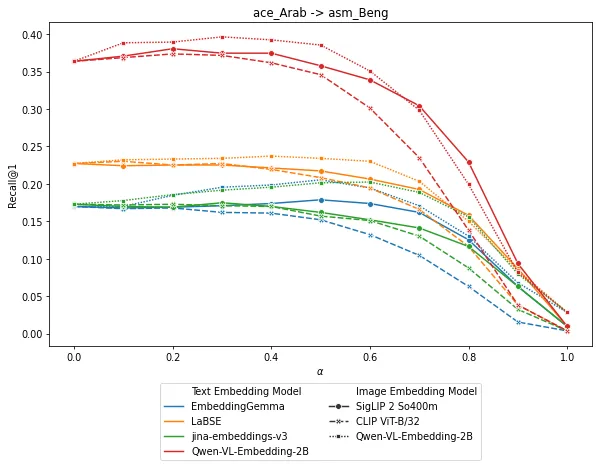 ace_Arab -> asm_Beng
Recall@1
0.40
0.35
0.30
0.25
0.20
0.15
0.10
0.05
0.00
0.0 0.2 0.4 0.6 0.8 1.0
α
Text Embedding Model
EmbeddingGemma
LaBSE
jina-embeddings-v3
Qwen-VL-Embedding-2B
Image Embedding Model
SigLIP 2 So400m
CLIP ViT-B/32
Qwen-VL-Embedding-2B